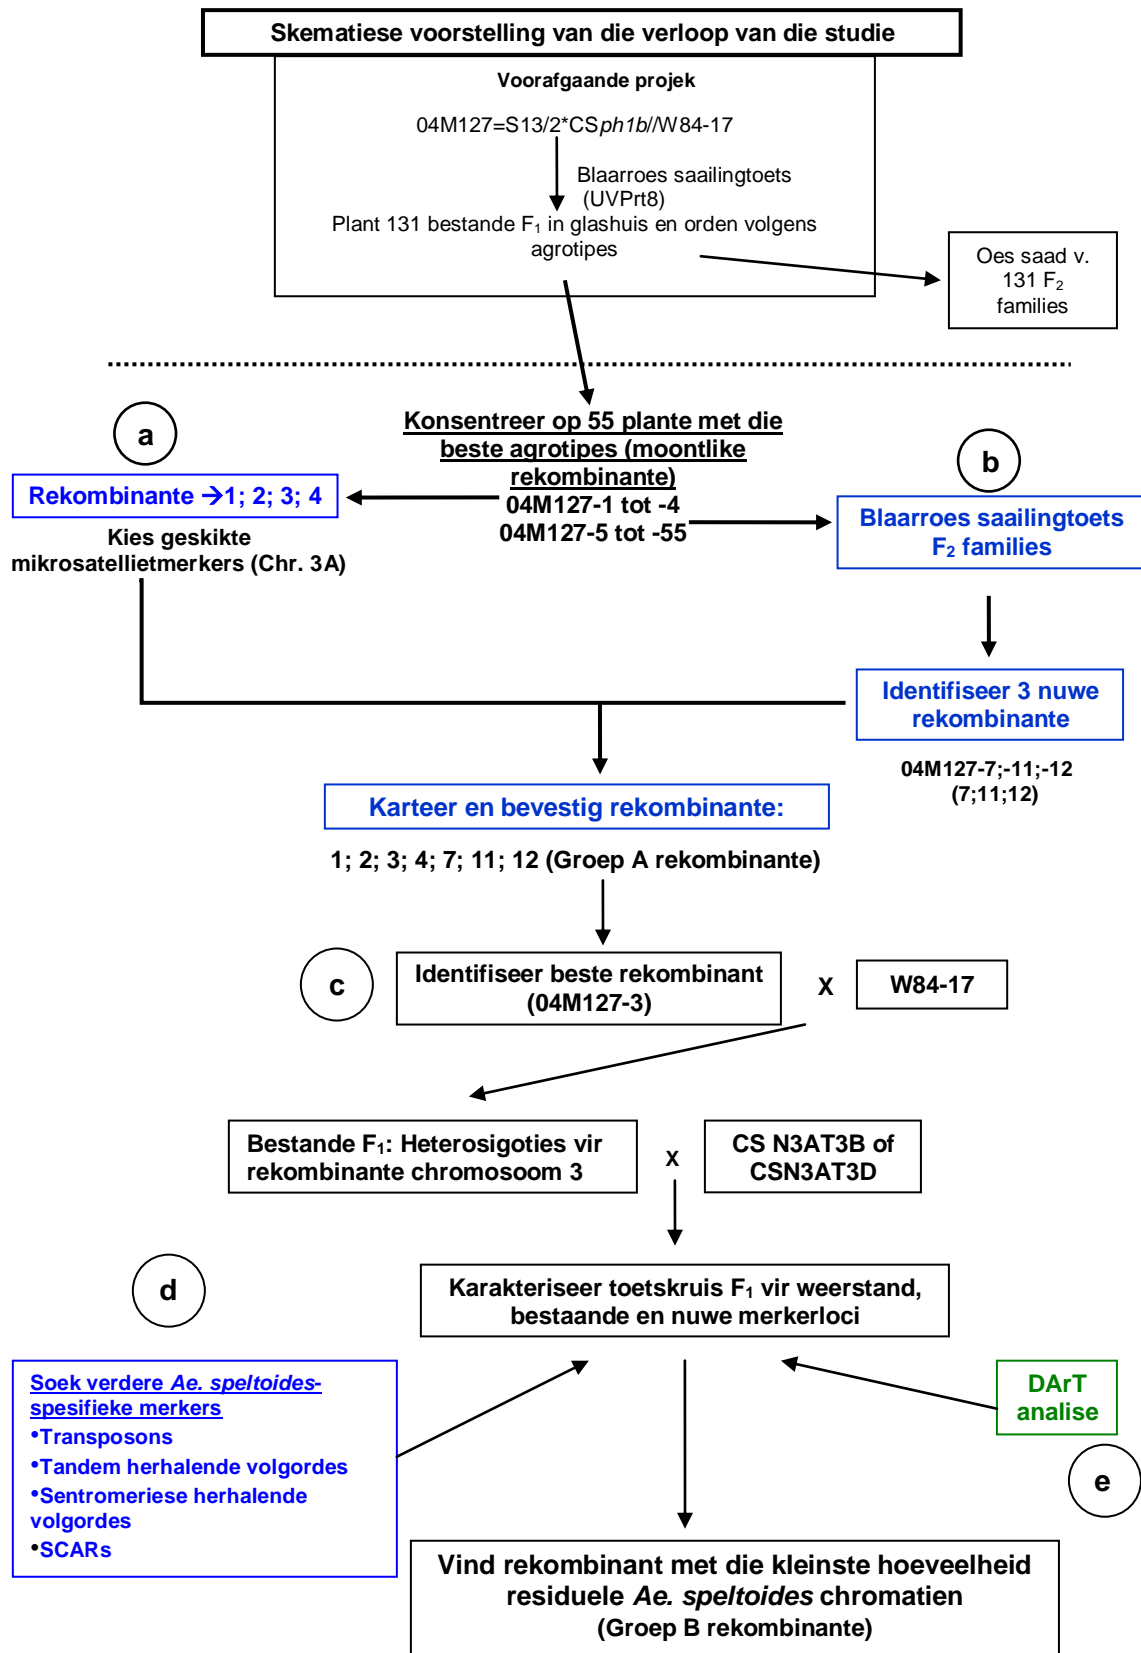 Skematiese voorstelling van die verloop van die studie
Voorafgaande projek
04M127=S13/2*CSph1b//W84-17
Blaarroes saailingtoets
(UVPrt8)
Plant 131 bestande F₁ in glashuis en orden volgens
agrotipes
Oes saad v.
131 F₂
families
a
Konsentreer op 55 plante met die
beste agrotipes (moontlike
rekombinante)
04M127-1 tot -4
04M127-5 tot -55
b
Rekombinante →1; 2; 3; 4
Kies geskikte
mikrosatellietmerkers (Chr. 3A)
Blaarroes saailingtoets
F₂ families
Identifiseer 3 nuwe
rekombinante
04M127-7;-11;-12
(7;11;12)
Karteer en bevestig rekombinante:
1; 2; 3; 4; 7; 11; 12 (Groep A rekombinante)
c
Identifiseer beste rekombinant
(04M127-3)
X
W84-17
Bestande F₁: Heterosigoties vir
rekombinante chromosoom 3
X
CS N3AT3B of
CSN3AT3D
d
Karakteriseer toetskruis F₁ vir weerstand,
bestaande en nuwe merkerloci
Soek verdere Ae. speltoides-
spesifieke merkers
•Transposons
•Tandem herhalende volgordes
•Sentromeriese herhalende
volgordes
•SCARs
DArT
analise
e
Vind rekombinant met die kleinste hoeveelheid
residuele Ae. speltoides chromatien
(Groep B rekombinante)